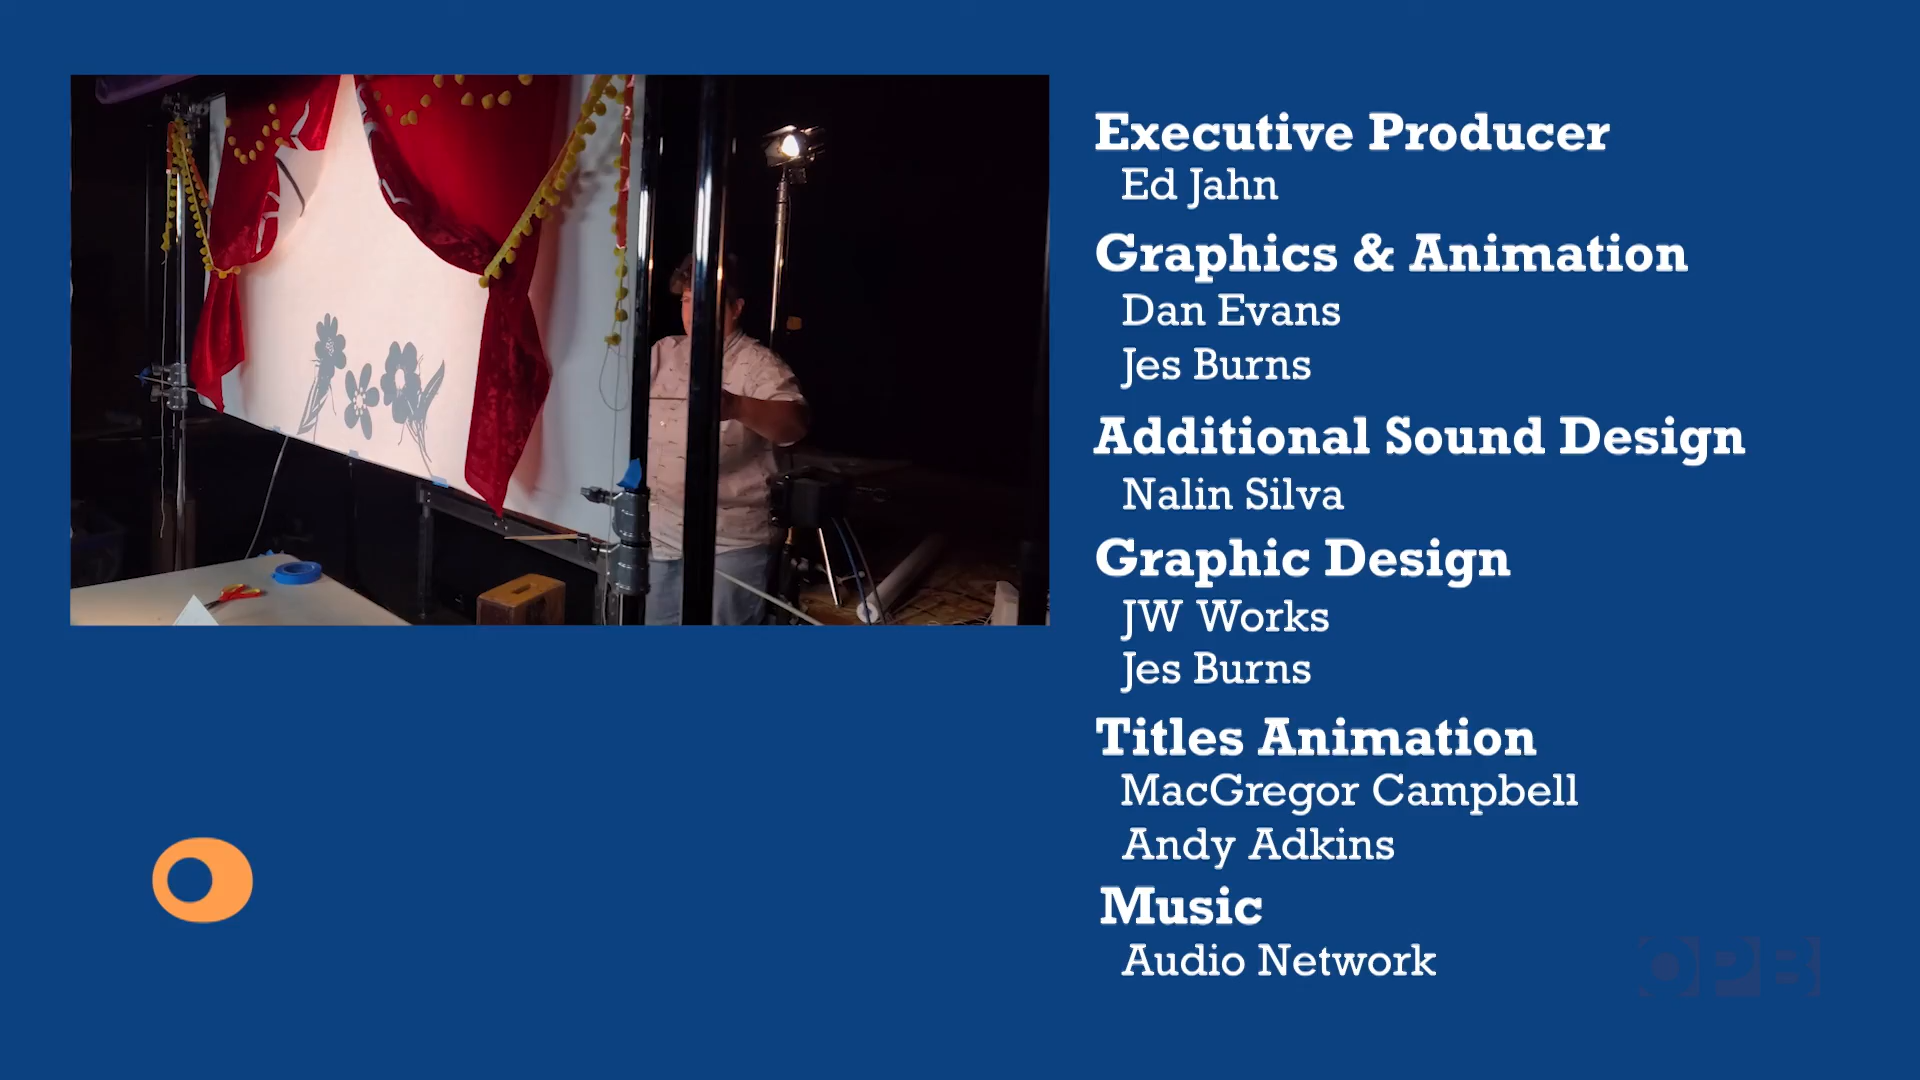 Executive Producer
Ed Jahn
Graphics & Animation
Dan Evans
Jes Burns
Additional Sound Design
Nalin Silva
Graphic Design
JW Works
Jes Burns
Titles Animation
MacGregor Campbell
Andy Adkins
Music
Audio Network
OPB